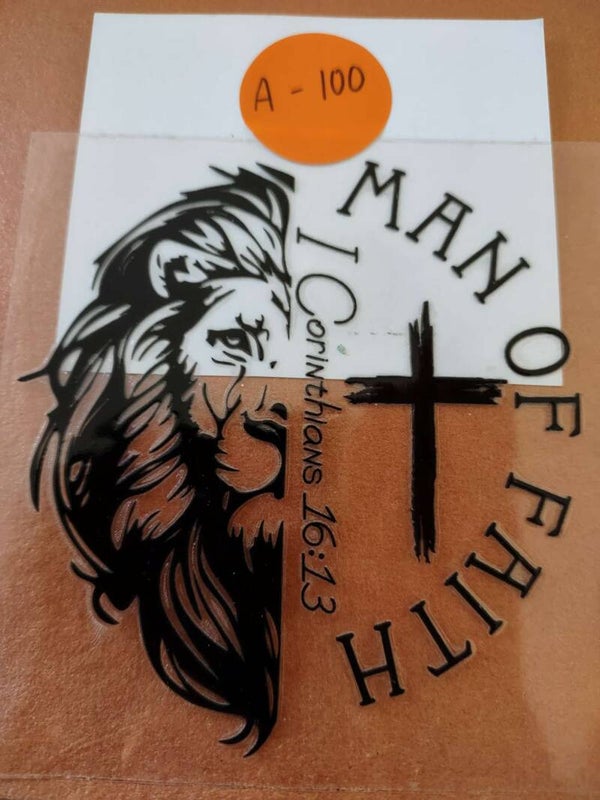 A - 100
MAN OF FAITH
I Corinthians 16:13